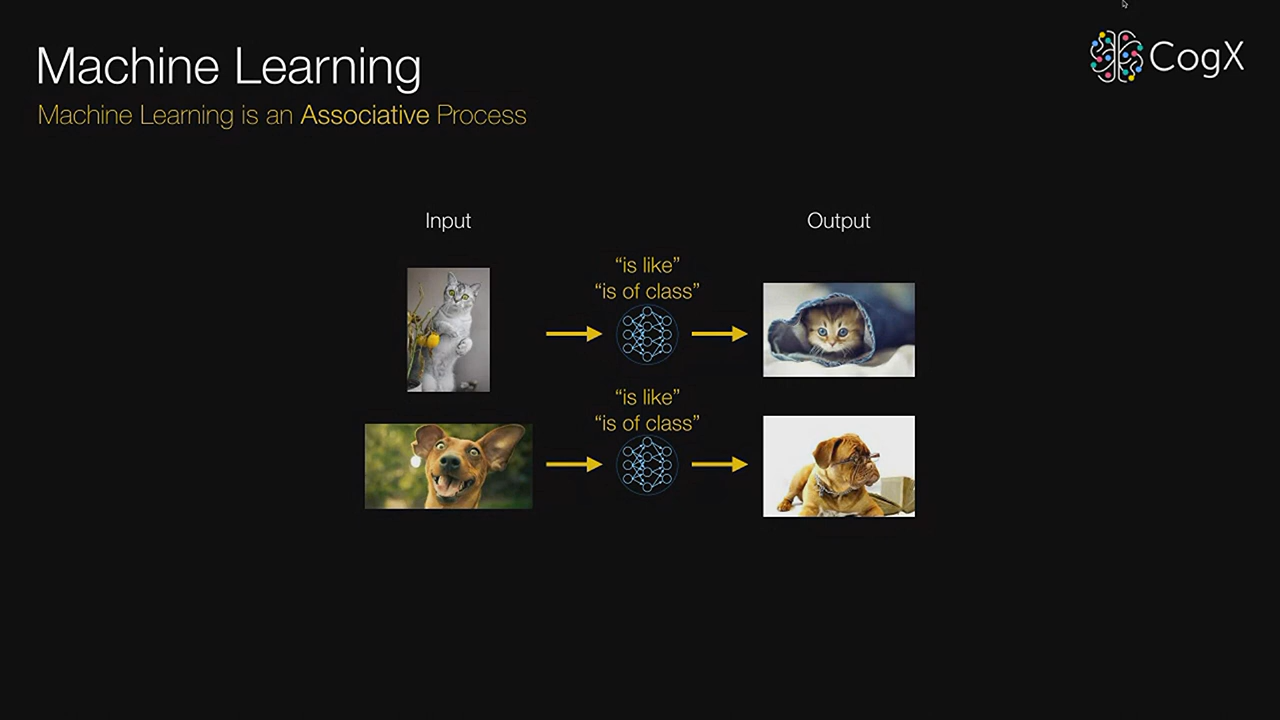 Machine Learning
CogX
Machine Learning is an Associative Process
Input
Output
“is like”
“is of class”
“is like”
“is of class”